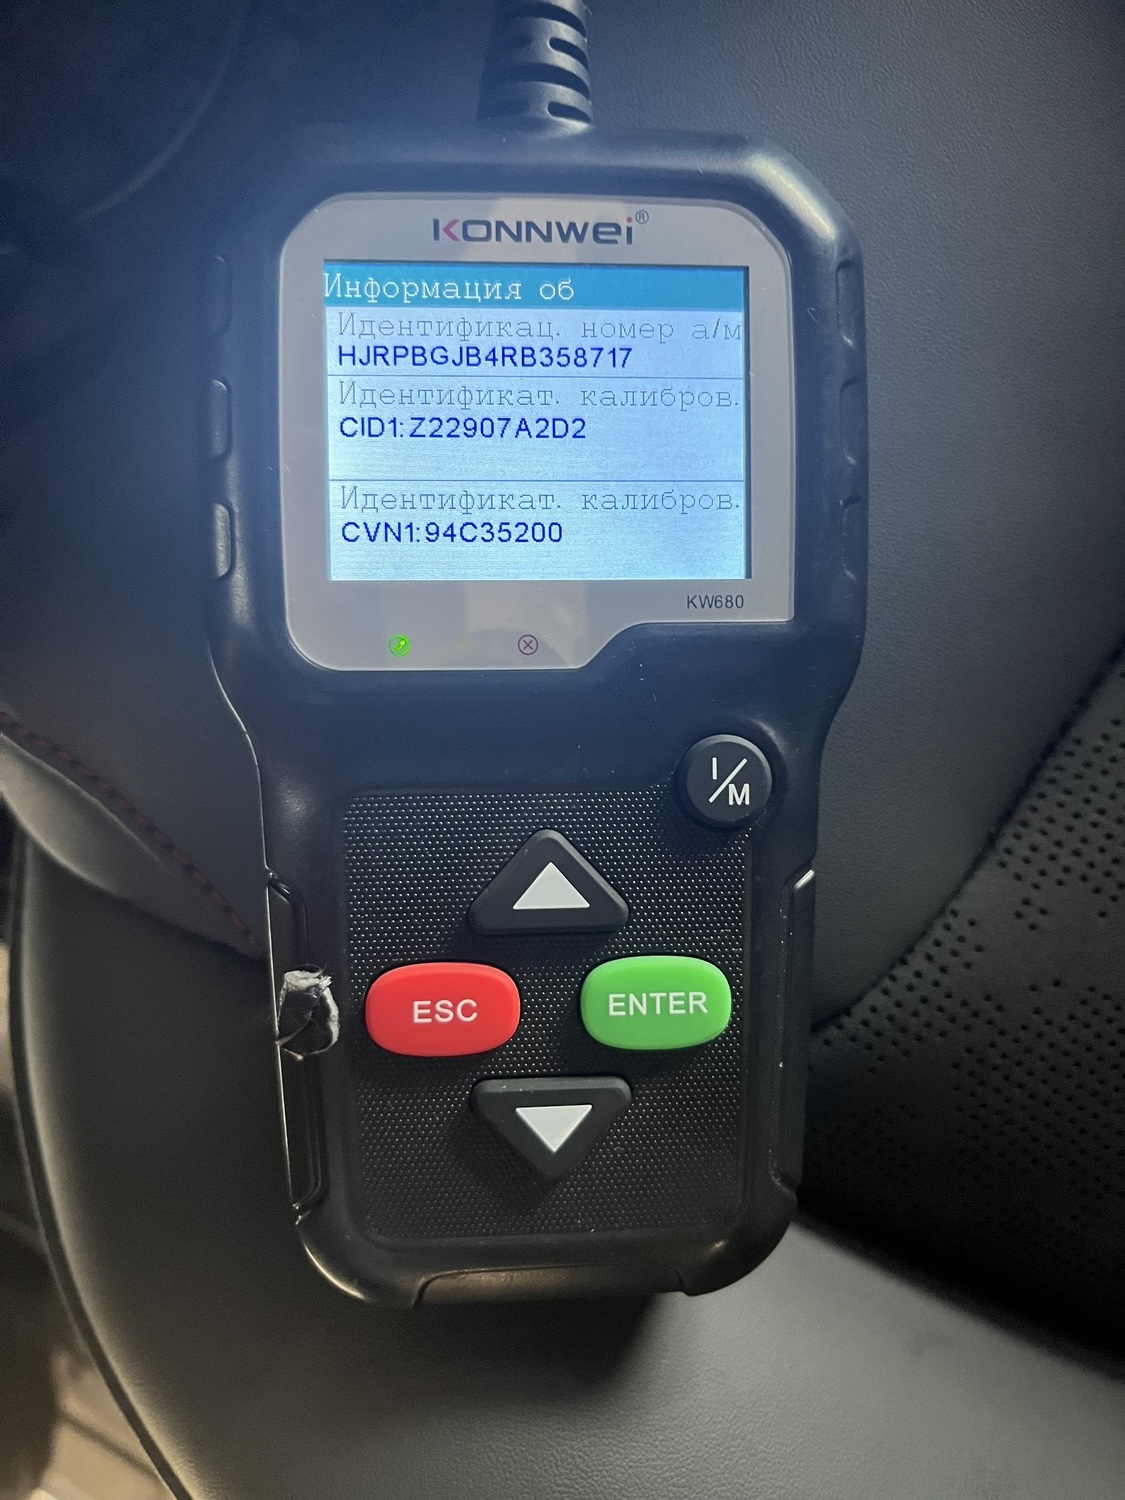 KONNWEi®
Информация об
Идентификац. номер а/м
HJRPBGJB4RB358717
Идентификат. калибров.
CID1:Z22907A2D2
Идентификат. калибров.
CVN1:94C35200
KW680
I/M
ESC
ENTER